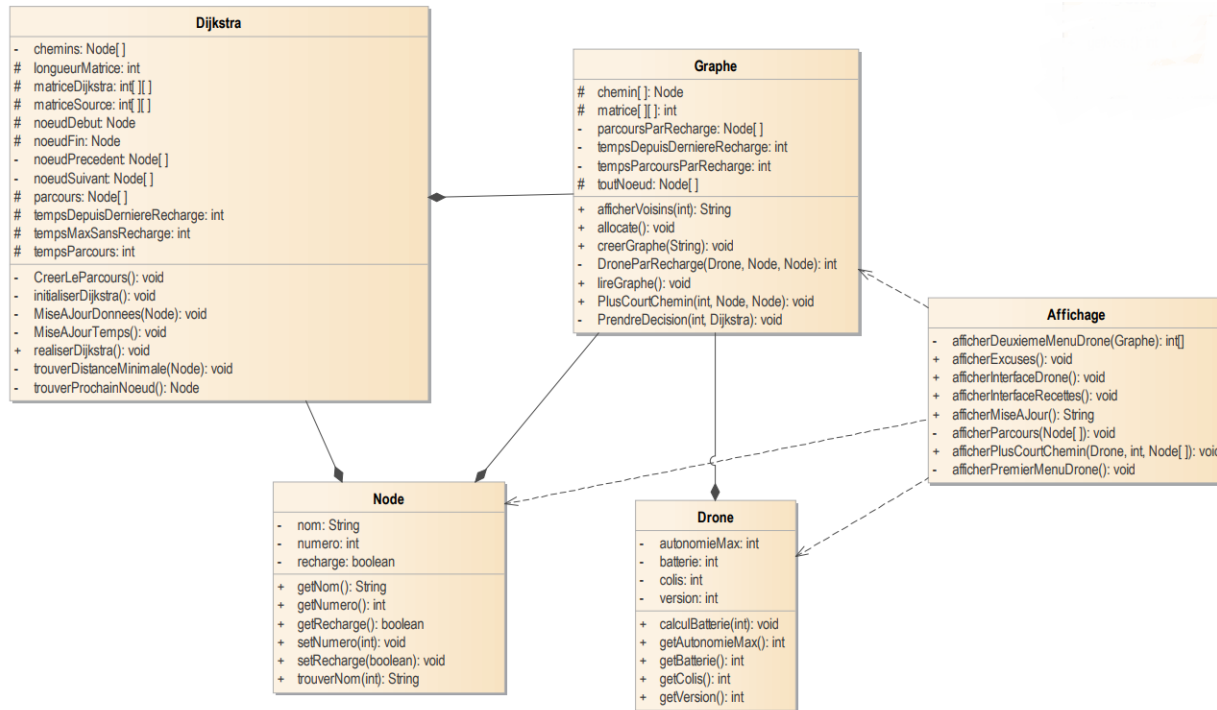 Dijkstra
- chemins: Node[ ]
# longueurMatrice: int
# matriceDijkstra: int[ ][ ]
# matriceSource: int[ ][ ]
# noeudDebut: Node
# noeudFin: Node
- noeudPrecedent: Node[ ]
- noeudSuivant: Node[ ]
# parcours: Node[ ]
# tempsDepuisDerniereRecharge: int
# tempsMaxSansRecharge: int
# tempsParcours: int
- CreerLeParcours(): void
- initialiserDijkstra(): void
- MiseAJourDonnees(Node): void
- MiseAJourTemps(): void
+ realiserDijkstra(): void
- trouverDistanceMinimale(Node): void
- trouverProchainNoeud(): Node
Graphe
# chemin[ ]: Node
# matrice[ ][ ]: int
- parcoursParRecharge: Node[ ]
- tempsDepuisDerniereRecharge: int
- tempsParcoursParRecharge: int
# toutNoeud: Node[ ]
+ afficherVoisins(int): String
+ allocate(): void
+ creerGraphe(String): void
- DroneParRecharge(Drone, Node, Node): int
+ lireGraphe(): void
+ PlusCourtChemin(int, Node, Node): void
- PrendreDecision(int, Dijkstra): void
Affichage
- afficherDeuxiemeMenuDrone(Graphe): int[]
+ afficherExcuses(): void
+ afficherInterfaceDrone(): void
+ afficherInterfaceRecettes(): void
+ afficherMiseAJour(): String
- afficherParcours(Node[ ]): void
+ afficherPlusCourtChemin(Drone, int, Node[ ]): void
- afficherPremierMenuDrone(): void
Node
- nom: String
- numero: int
- recharge: boolean
+ getNom(): String
+ getNumero(): int
+ getRecharge(): boolean
+ setNumero(int): void
+ setRecharge(boolean): void
+ trouverNom(int): String
Drone
- autonomieMax: int
- batterie: int
- colis: int
- version: int
+ calculBatterie(int): void
+ getAutonomieMax(): int
+ getBatterie(): int
+ getColis(): int
+ getVersion(): int